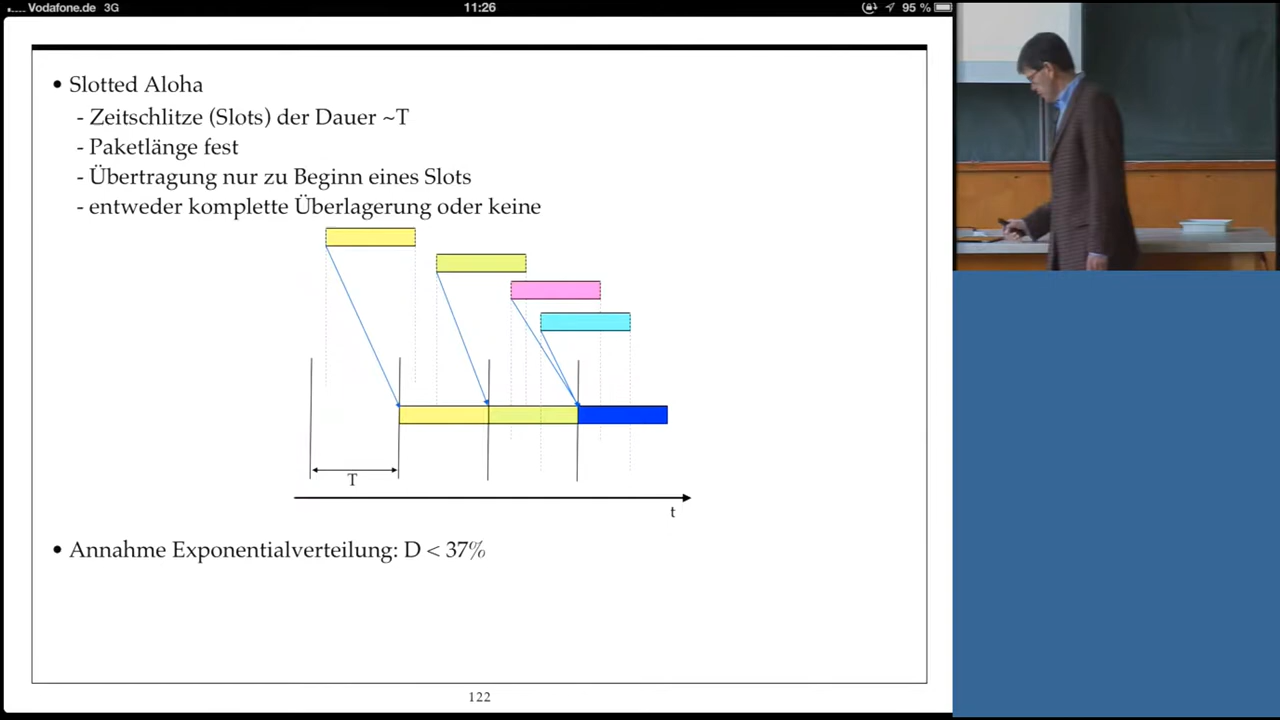 Vodafone.de 3G 11:26 95 %
• Slotted Aloha
- Zeitschlitze (Slots) der Dauer ~T
- Paketlänge fest
- Übertragung nur zu Beginn eines Slots
- entweder komplette Überlagerung oder keine
T
t
• Annahme Exponentialverteilung: D < 37%
122